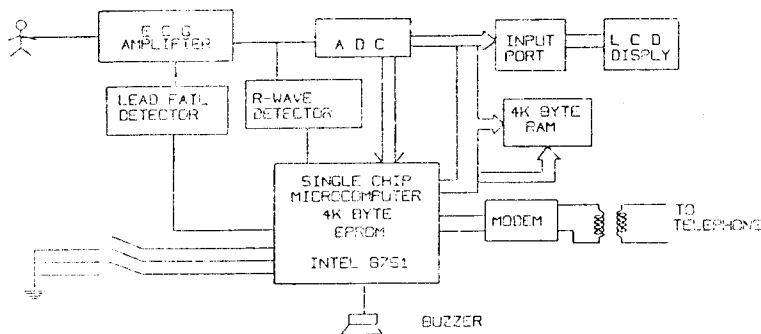 E C G
AMPLIFIER
A D C
INPUT
PORT
L C D
DISPLY
LEAD FAIL
DETECTOR
R-WAVE
DETECTOR
4K BYTE
RAM
SINGLE CHIP
MICROCOMPUTER
4K BYTE
EPROM
INTEL 8751
MODEM
TO
TELEPHONE
BUZZER